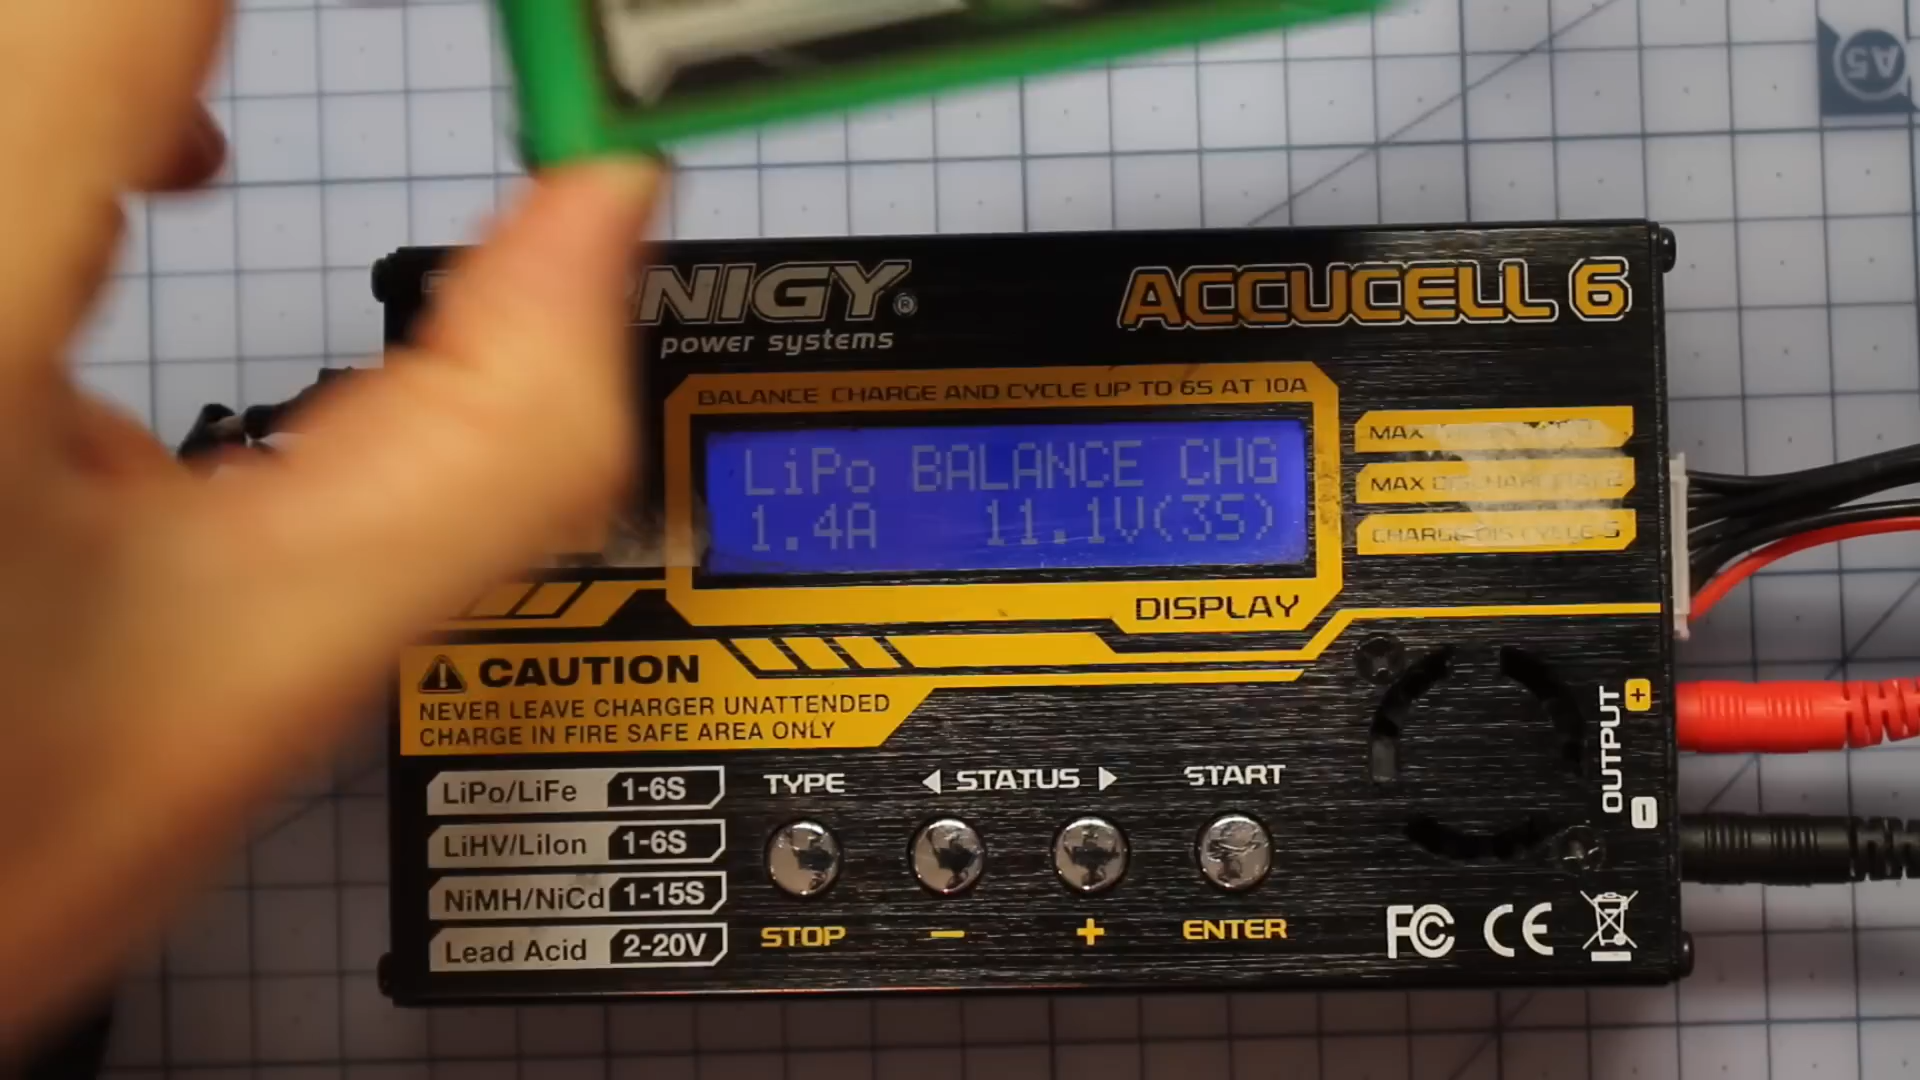 A5
NIGY®
power systems
ACCUCELL 6
BALANCE CHARGE AND CYCLE UP TO 6S AT 10A
LiPo BALANCE CHG
1.4A 11.1V(3S)
MAX
MAX
DISPLAY
CAUTION
NEVER LEAVE CHARGER UNATTENDED
CHARGE IN FIRE SAFE AREA ONLY
LiPo/LiFe 1-6S
LiHV/LiIon 1-6S
NiMH/NiCd 1-15S
Lead Acid 2-20V
TYPE
◀ STATUS ▶
START
STOP
−
+
ENTER
OUTPUT
+
−
FC CE